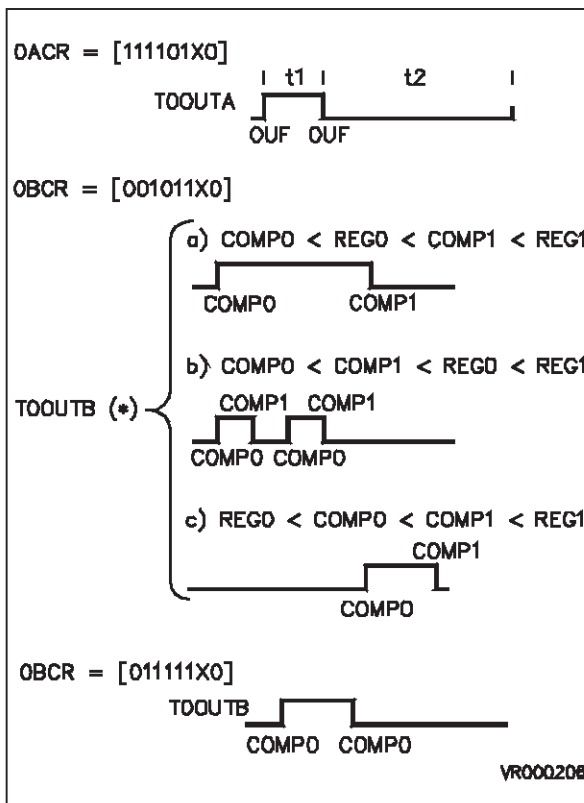 OACR = [111101X0]
t1 t2
TOOUTA
OUF OUF
OBCR = [001011X0]
a) COMP0 < REG0 < COMP1 < REG1
COMP0 COMP1
b) COMP0 < COMP1 < REG0 < REG1
COMP1 COMP1
TOOUTB (*)
COMP0 COMP0
c) REG0 < COMP0 < COMP1 < REG1
COMP1
COMP0
OBCR = [011111X0]
TOOUTB
COMP0 COMP0
VR000206